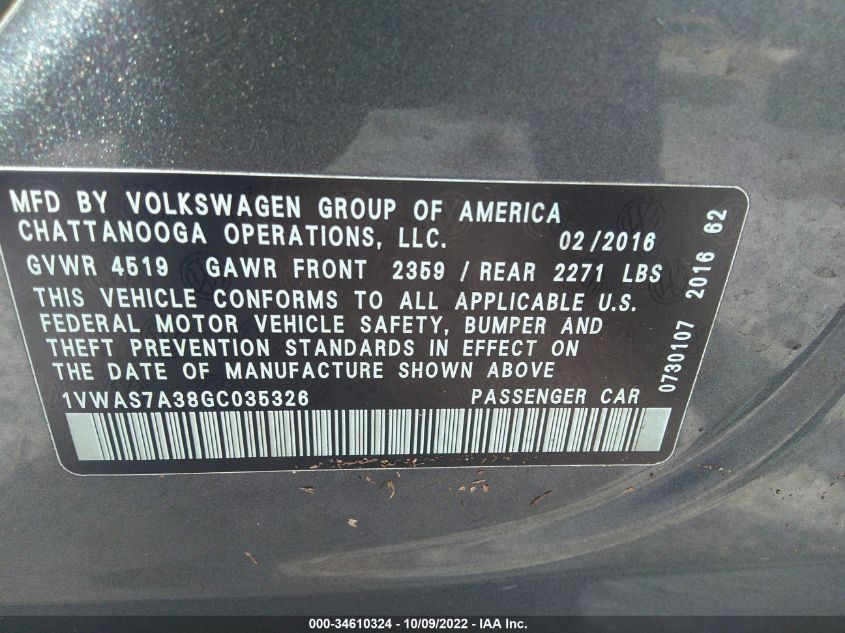 MFD BY VOLKSWAGEN GROUP OF AMERICA
CHATTANOOGA OPERATIONS, LLC. 02/2016
GVWR 4519 GAWR FRONT 2359 / REAR 2271 LBS
THIS VEHICLE CONFORMS TO ALL APPLICABLE U.S.
FEDERAL MOTOR VEHICLE SAFETY, BUMPER AND
THEFT PREVENTION STANDARDS IN EFFECT ON
THE DATE OF MANUFACTURE SHOWN ABOVE
1VWAS7A38GC035326 PASSENGER CAR
0730107 2016 62
000-34610324 - 10/09/2022 - IAA Inc.